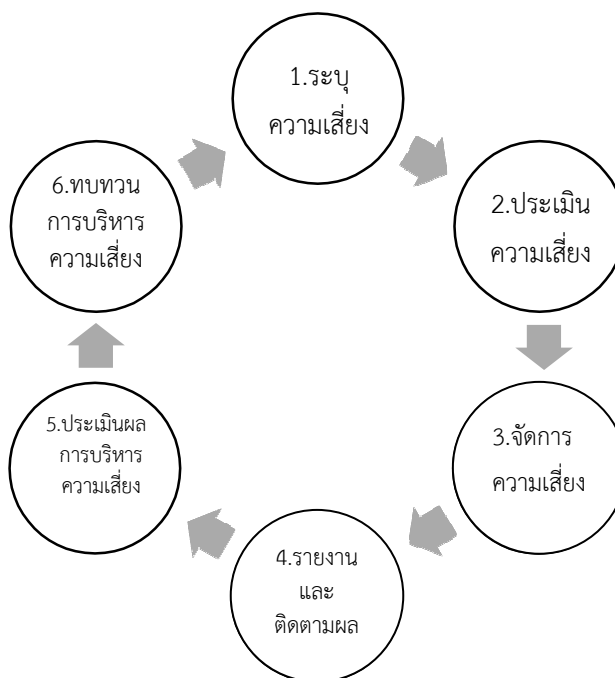 1.ระบุ
ความเสี่ยง
2.ประเมิน
ความเสี่ยง
3.จัดการ
ความเสี่ยง
4.รายงาน
และ
ติดตามผล
5.ประเมินผล
การบริหาร
ความเสี่ยง
6.ทบทวน
การบริหาร
ความเสี่ยง